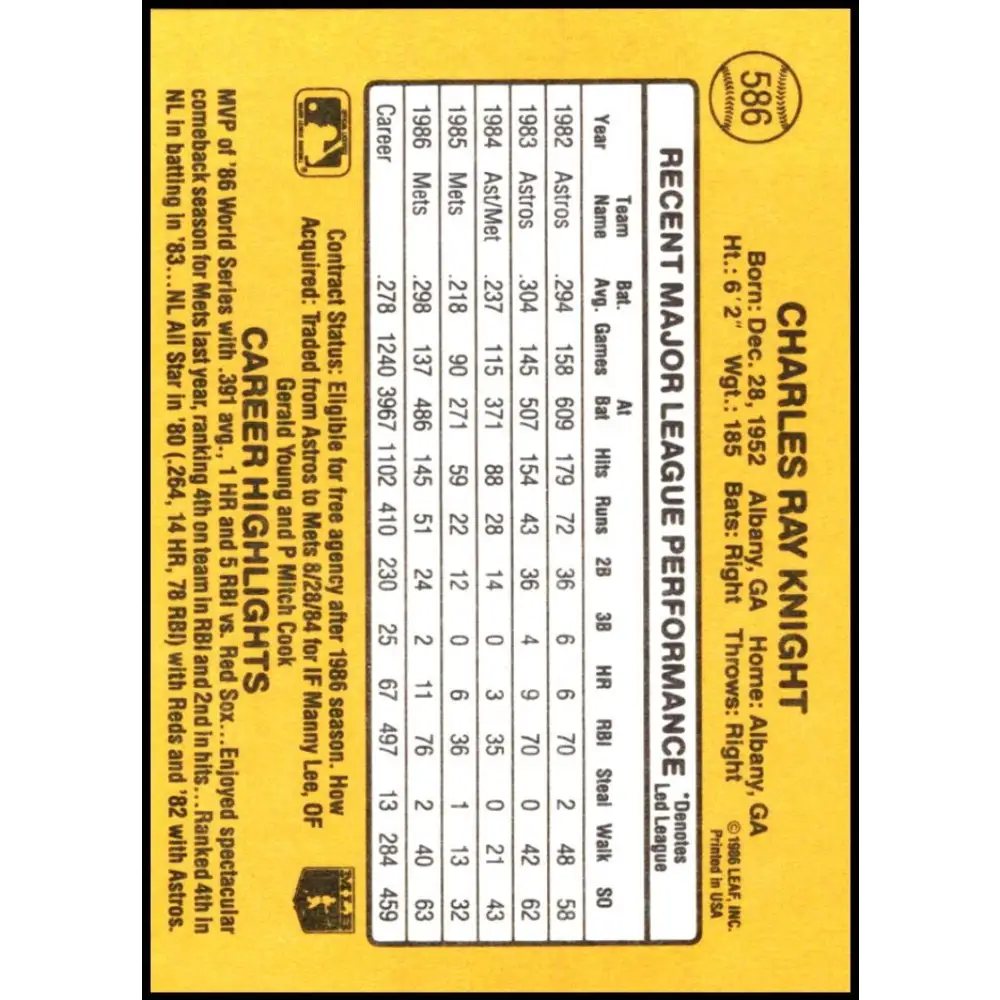 586
CHARLES RAY KNIGHT
Born: Dec. 28, 1952 Albany, GA Home: Albany, GA
Ht.: 6'2" Wgt.: 185 Bats: Right Throws: Right
©1986 LEAF, INC.
Printed in USA
RECENT MAJOR LEAGUE PERFORMANCE
*Denotes
Led League
Year Team Name Bat. Avg. Games At Bat Hits Runs 2B 3B HR RBI Steal Walk SO
1982 Astros .294 158 609 179 72 36 6 6 70 2 48 58
1983 Astros .304 145 507 154 43 36 4 9 70 0 42 62
1984 Ast/Met .237 115 371 88 28 14 0 3 35 0 21 43
1985 Mets .218 90 271 59 22 12 0 6 36 1 13 32
1986 Mets .298 137 486 145 51 24 2 11 76 2 40 63
Career .278 1240 3967 1102 410 230 25 67 497 13 284 459
Contract Status: Eligible for free agency after 1986 season. How
Acquired: Traded from Astros to Mets 8/28/84 for IF Manny Lee, OF
Gerald Young and P Mitch Cook
MLB
CAREER HIGHLIGHTS
MVP of '86 World Series with .391 avg., 1 HR and 5 RBI vs. Red Sox...Enjoyed spectacular
comeback season for Mets last year, ranking 4th on team in RBI and 2nd in hits...Ranked 4th in
NL in batting in '83...NL All Star in '80 (.264, 14 HR, 78 RBI) with Reds and '82 with Astros.